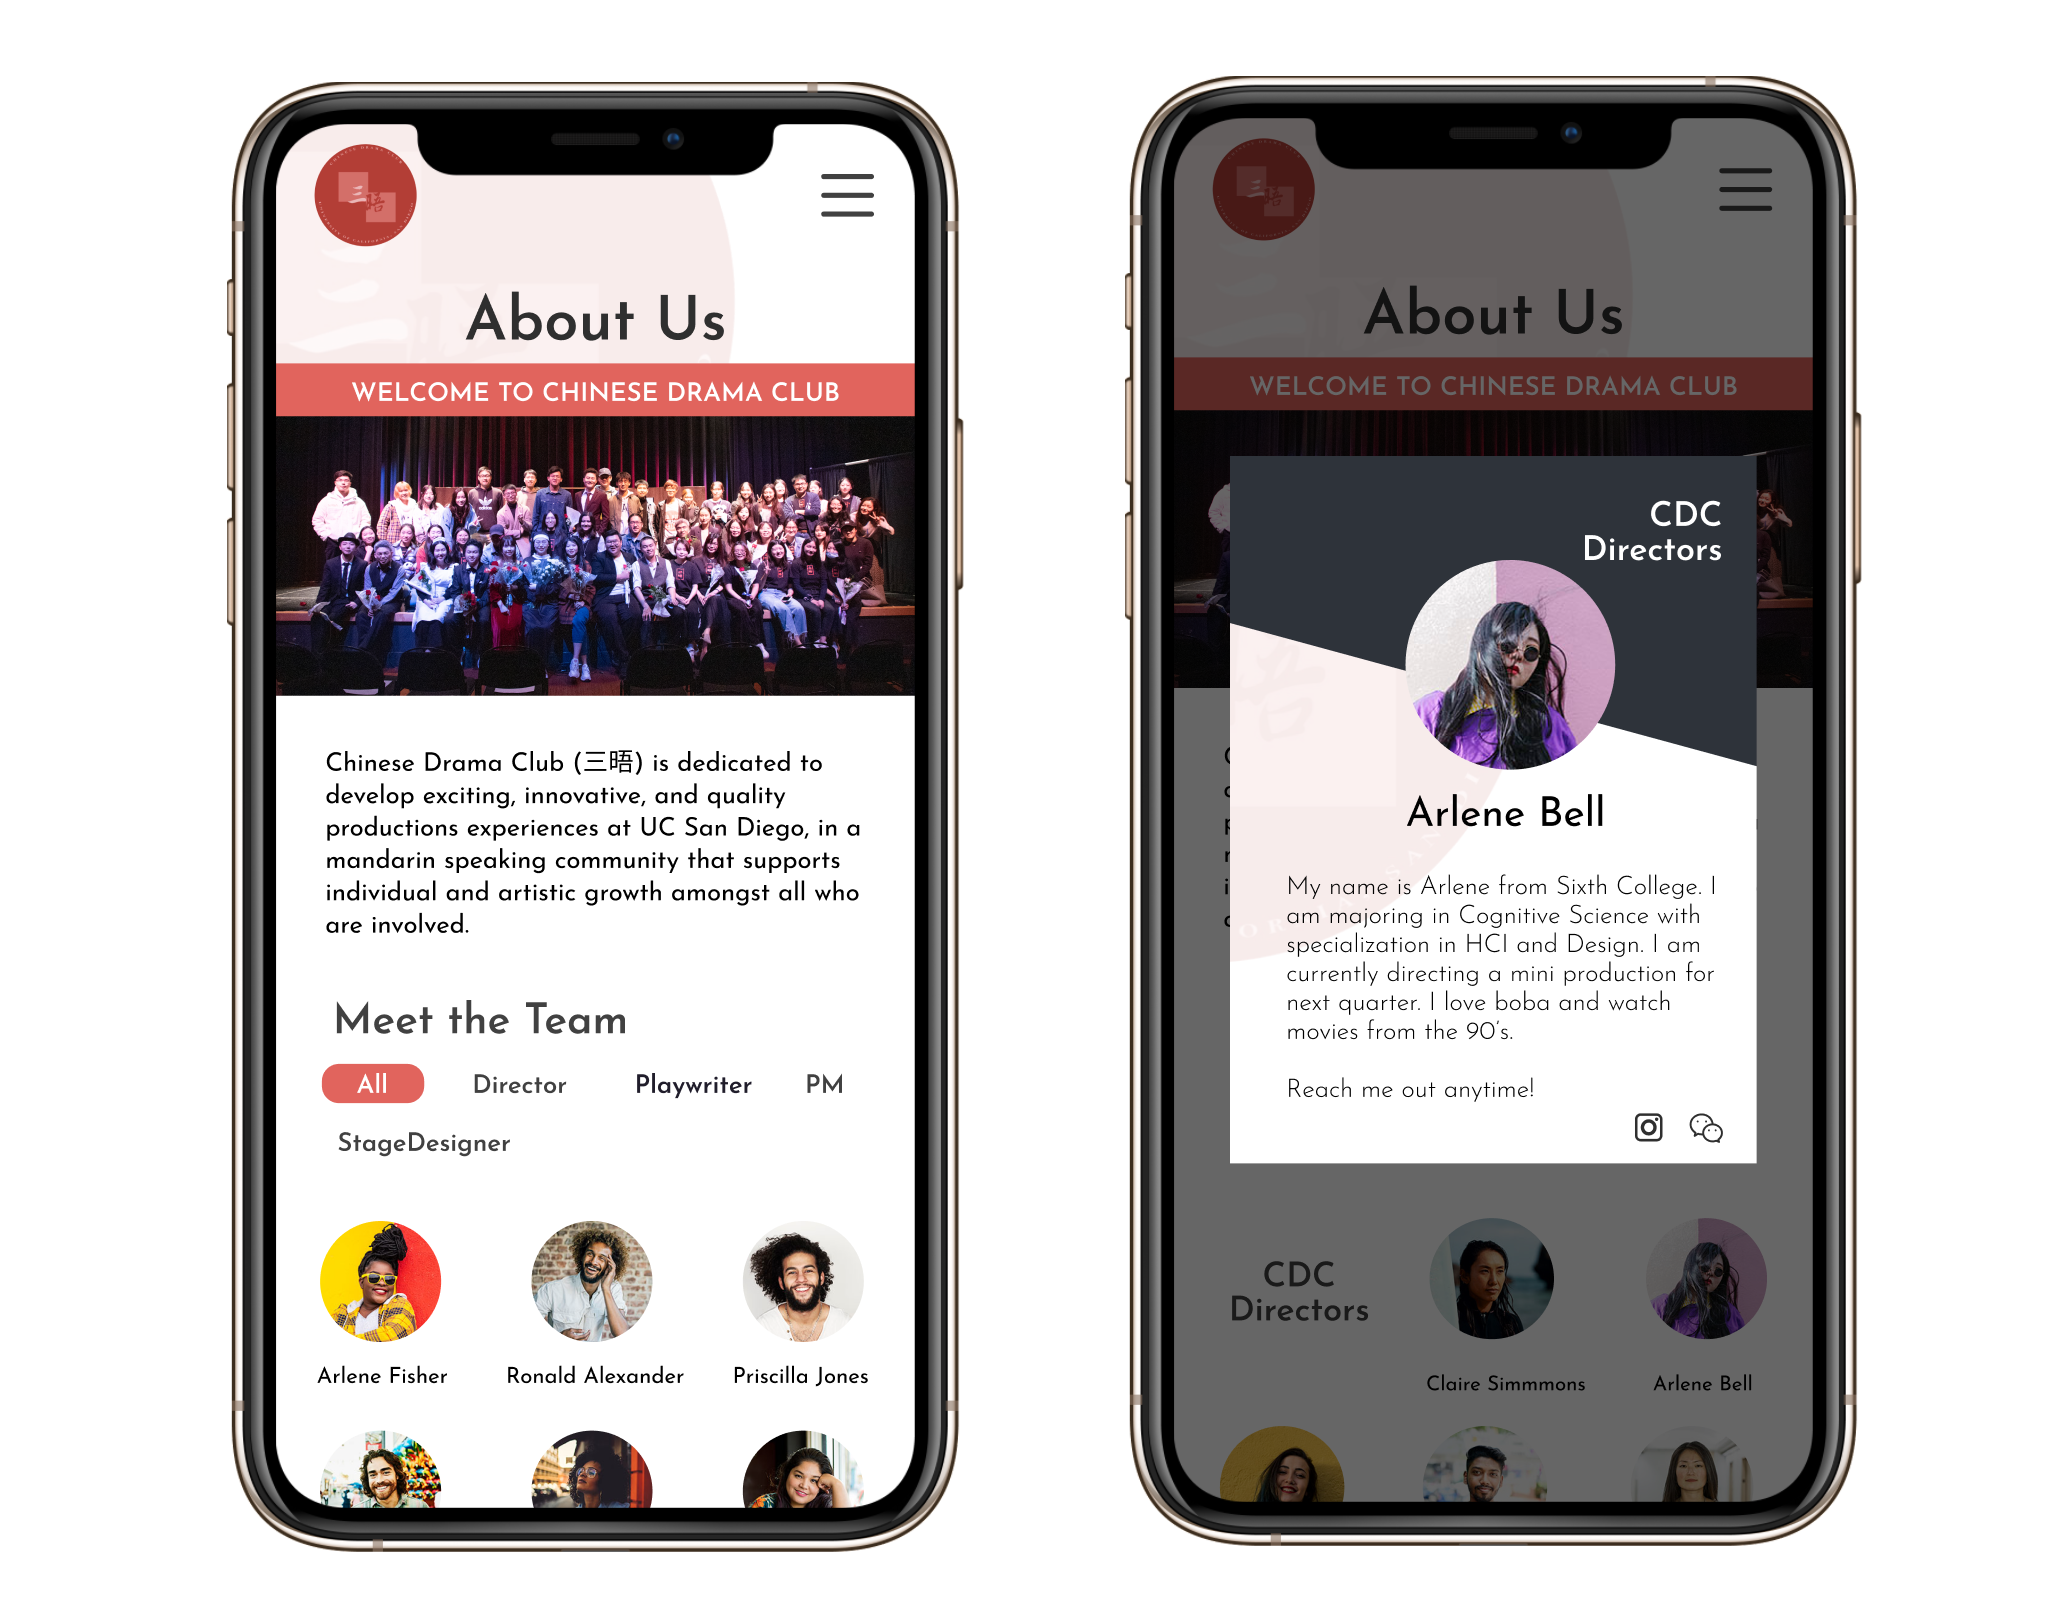 三晤
About Us
WELCOME TO CHINESE DRAMA CLUB
Chinese Drama Club (三晤) is dedicated to
develop exciting, innovative, and quality
productions experiences at UC San Diego, in a
mandarin speaking community that supports
individual and artistic growth amongst all who
are involved.
Meet the Team
All Director Playwriter PM
StageDesigner
Arlene Fisher Ronald Alexander Priscilla Jones
三晤
About Us
WELCOME TO CHINESE DRAMA CLUB
CDC
Directors
Arlene Bell
My name is Arlene from Sixth College. I
am majoring in Cognitive Science with
specialization in HCI and Design. I am
currently directing a mini production for
next quarter. I love boba and watch
movies from the 90's.
Reach me out anytime!
CDC
Directors
Claire Simmmons Arlene Bell